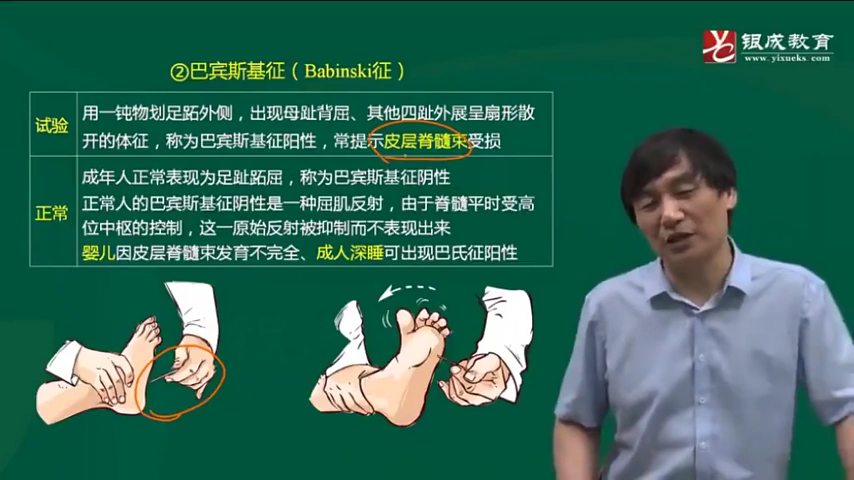 银成教育
www.yixueks.com
②巴宾斯基征（Babinski征）
试验
用一钝物划足跖外侧，出现母趾背屈、其他四趾外展呈扇形散
开的体征，称为巴宾斯基征阳性，常提示皮层脊髓束受损
正常
成年人正常表现为足趾跖屈，称为巴宾斯基征阴性
正常人的巴宾斯基征阴性是一种屈肌反射，由于脊髓平时受高
位中枢的控制，这一原始反射被抑制而不表现出来
婴儿因皮层脊髓束发育不完全、成人深睡可出现巴氏征阳性